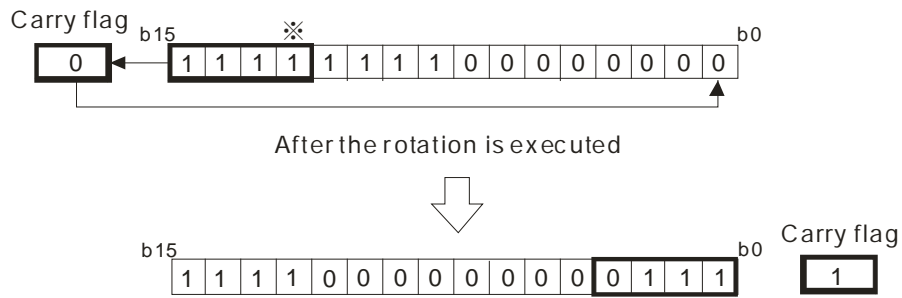 Carry flag
b15 ※ b0
0 1 1 1 1 1 1 1 1 0 0 0 0 0 0 0 0
After the rotation is executed
b15 b0 Carry flag
1 1 1 1 0 0 0 0 0 0 0 0 0 1 1 1 1